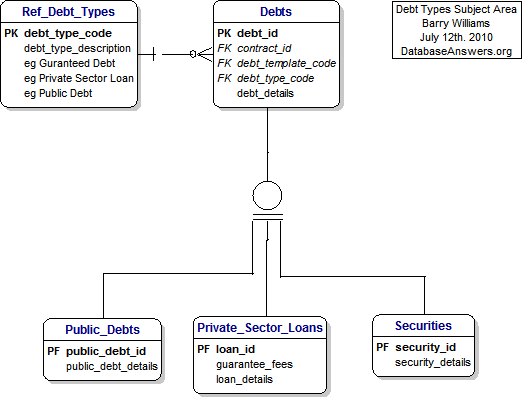 Ref_Debt_Types
PK debt_type_code
debt_type_description
eg Guranteed Debt
eg Private Sector Loan
eg Public Debt
Debts
PK debt_id
FK contract_id
FK debt_template_code
FK debt_type_code
debt_details
Debt Types Subject Area
Barry Williams
July 12th. 2010
DatabaseAnswers.org
Public_Debts
PF public_debt_id
public_debt_details
Private_Sector_Loans
PF loan_id
guarantee_fees
loan_details
Securities
PF security_id
security_details